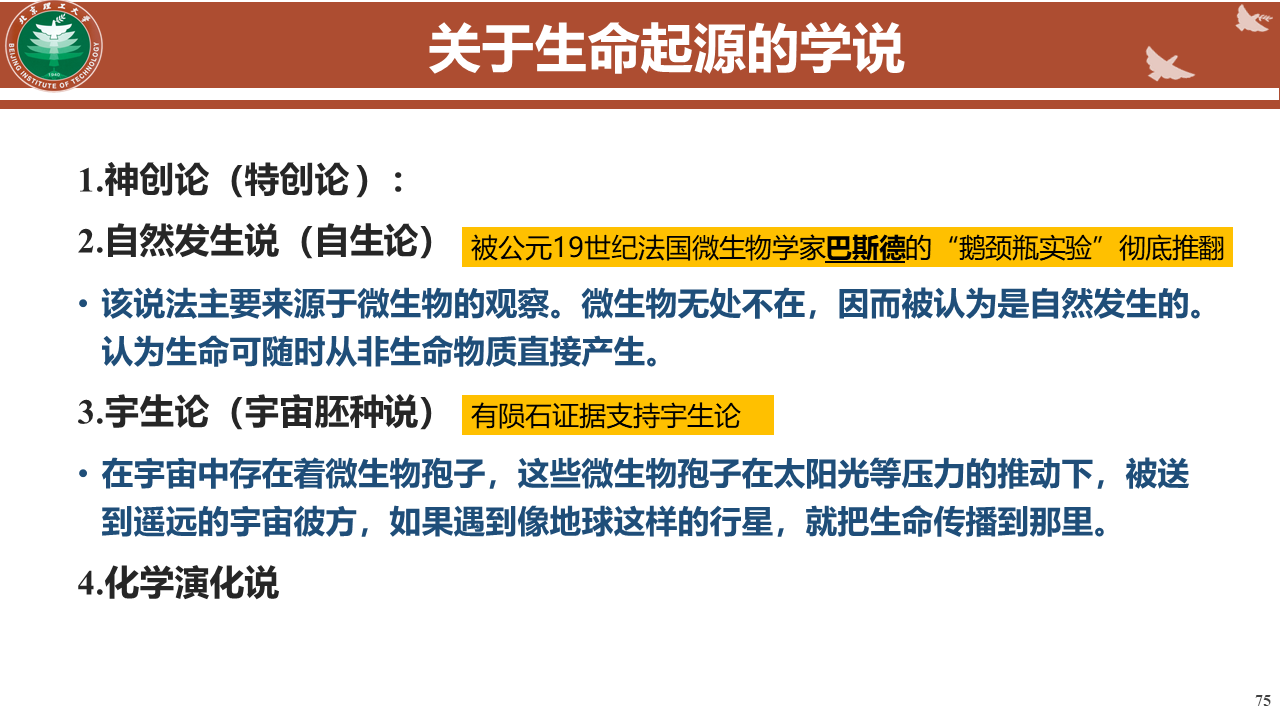 北京理工大学
BEIJING INSTITUTE OF TECHNOLOGY
1940
关于生命起源的学说
1.神创论（特创论）：
2.自然发生说（自生论）
被公元19世纪法国微生物学家巴斯德的“鹅颈瓶实验”彻底推翻
• 该说法主要来源于微生物的观察。微生物无处不在，因而被认为是自然发生的。
认为生命可随时从非生命物质直接产生。
3.宇生论（宇宙胚种说）
有陨石证据支持宇生论
• 在宇宙中存在着微生物孢子，这些微生物孢子在太阳光等压力的推动下，被送
到遥远的宇宙彼方，如果遇到像地球这样的行星，就把生命传播到那里。
4.化学演化说
75